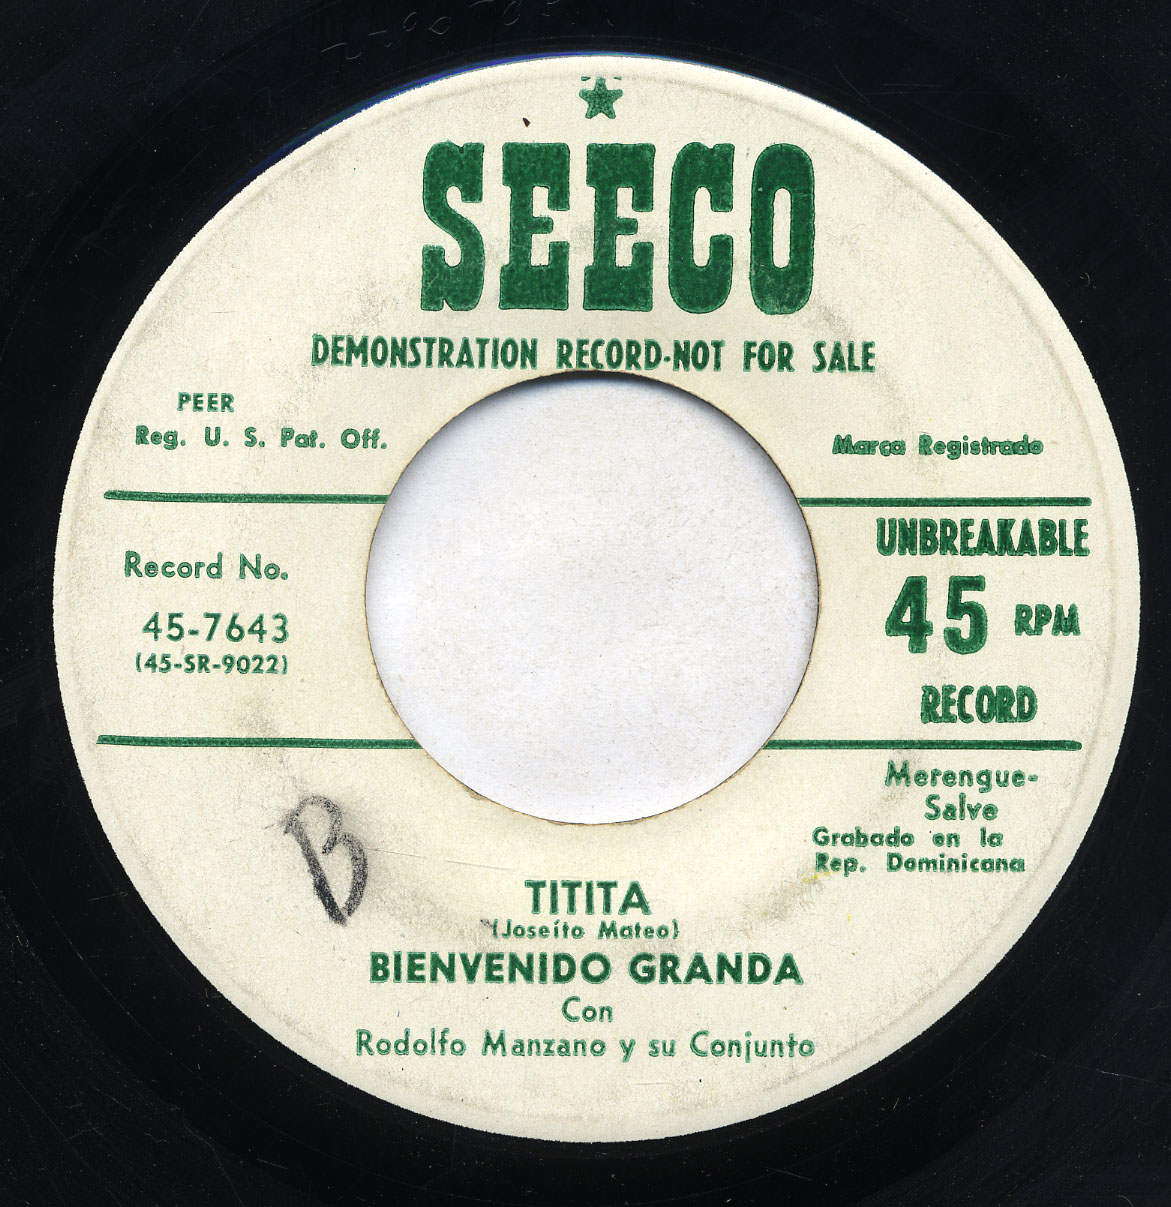 SEECO
DEMONSTRATION RECORD-NOT FOR SALE
PEER
Reg. U. S. Pat. Off.
Marca Registrado
UNBREAKABLE
45 RPM
RECORD
Record No.
45-7643
(45-SR-9022)
Merengue-
Salve
Grabado en la
Rep. Dominicana
B
TITITA
(Joseíto Mateo)
BIENVENIDO GRANDA
Con
Rodolfo Manzano y su Conjunto